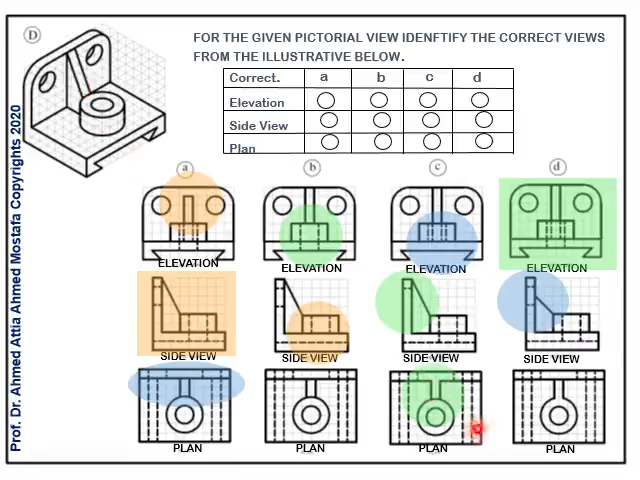 D
FOR THE GIVEN PICTORIAL VIEW IDENFTIFY THE CORRECT VIEWS
FROM THE ILLUSTRATIVE BELOW.
Correct. a b c d
Elevation
Side View
Plan
a b c d
ELEVATION ELEVATION ELEVATION ELEVATION
SIDE VIEW SIDE VIEW SIDE VIEW SIDE VIEW
PLAN PLAN PLAN PLAN
Prof. Dr. Ahmed Attia Ahmed Mostafa Copyrights 2020